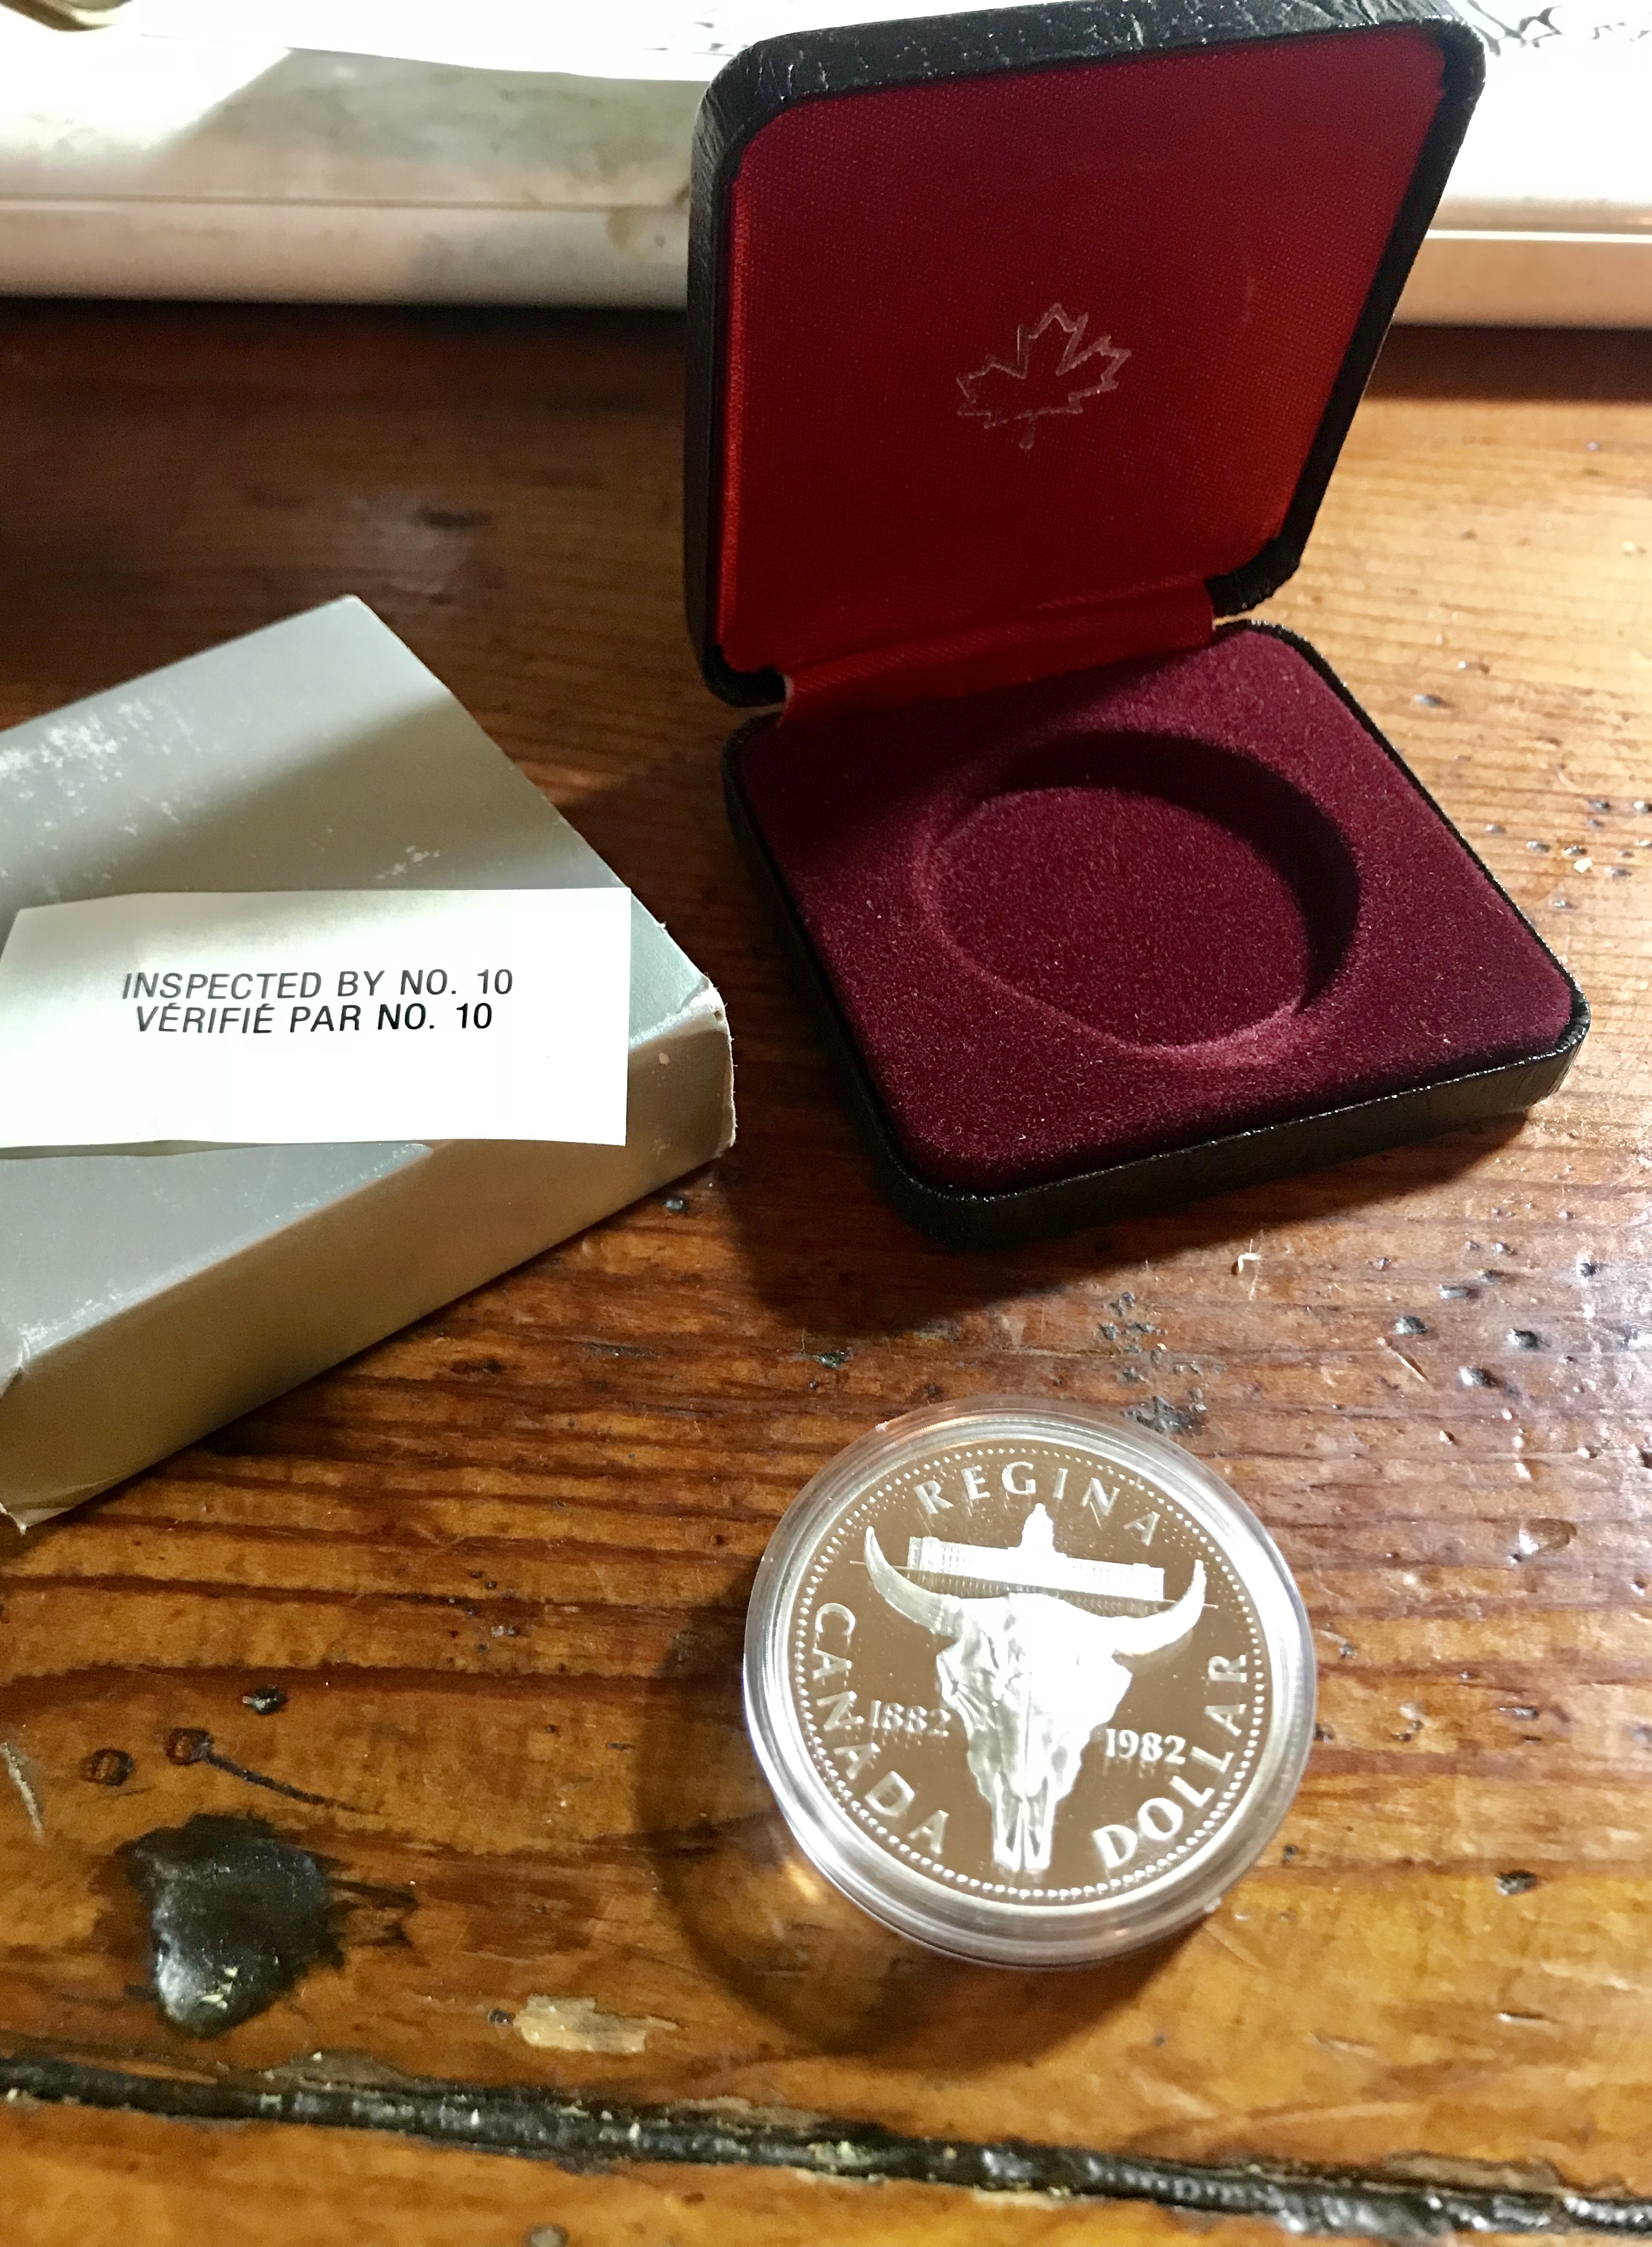 INSPECTED BY NO. 10
VÉRIFIÉ PAR NO. 10
REGINA
CANADA
1882
1982
DOLLAR